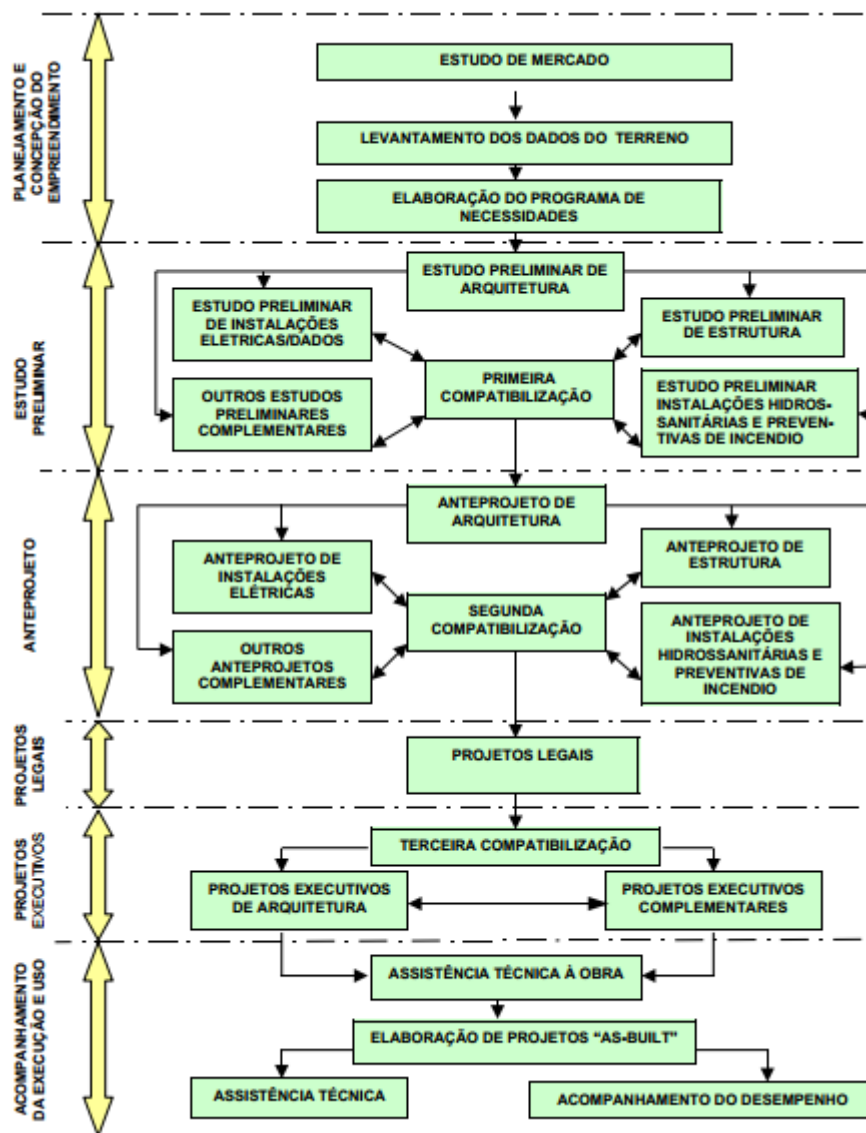 PLANEJAMENTO E
CONCEPÇÃO DO
EMPREENDIMENTO
ESTUDO DE MERCADO
LEVANTAMENTO DOS DADOS DO TERRENO
ELABORAÇÃO DO PROGRAMA DE
NECESSIDADES
ESTUDO
PRELIMINAR
ESTUDO PRELIMINAR DE
ARQUITETURA
ESTUDO PRELIMINAR
DE INSTALAÇÕES
ELETRICAS/DADOS
ESTUDO PRELIMINAR
DE ESTRUTURA
PRIMEIRA
COMPATIBILIZAÇÃO
OUTROS ESTUDOS
PRELIMINARES
COMPLEMENTARES
ESTUDO PRELIMINAR
INSTALAÇÕES HIDROS-
SANITÁRIAS E PREVEN-
TIVAS DE INCENDIO
ANTEPROJETO
ANTEPROJETO DE
ARQUITETURA
ANTEPROJETO DE
INSTALAÇÕES
ELÉTRICAS
ANTEPROJETO DE
ESTRUTURA
SEGUNDA
COMPATIBILIZAÇÃO
OUTROS
ANTEPROJETOS
COMPLEMENTARES
ANTEPROJETO DE
INSTALAÇÕES
HIDROSSANITÁRIAS E
PREVENTIVAS DE
INCENDIO
PROJETOS
LEGAIS
PROJETOS LEGAIS
PROJETOS
EXECUTIVOS
TERCEIRA COMPATIBILIZAÇÃO
PROJETOS EXECUTIVOS
DE ARQUITETURA
PROJETOS EXECUTIVOS
COMPLEMENTARES
ACOMPANHAMENTO
DA EXECUÇÃO E USO
ASSISTÊNCIA TÉCNICA À OBRA
ELABORAÇÃO DE PROJETOS “AS-BUILT”
ASSISTÊNCIA TÉCNICA
ACOMPANHAMENTO DO DESEMPENHO